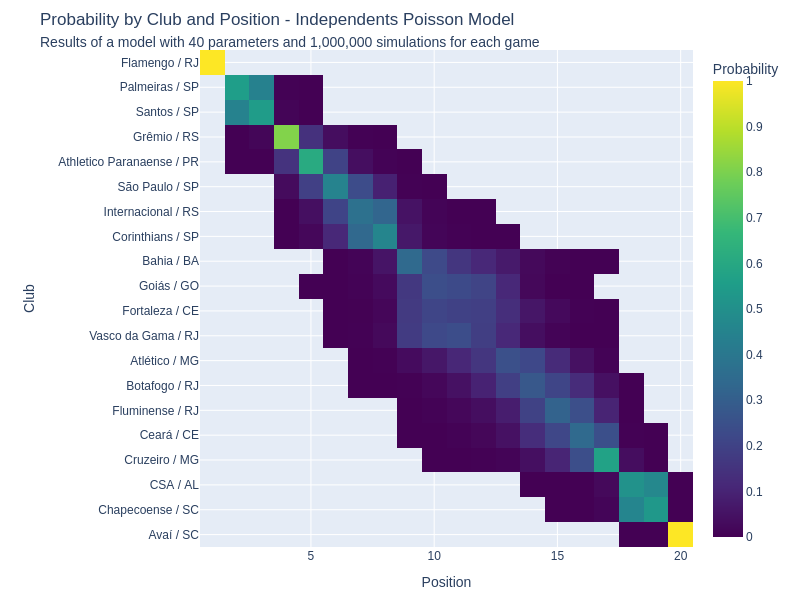 Probability by Club and Position - Independents Poisson Model
Results of a model with 40 parameters and 1,000,000 simulations for each game
Probability
Flamengo / RJ
Palmeiras / SP
Santos / SP
Grêmio / RS
Athletico Paranaense / PR
São Paulo / SP
Internacional / RS
Corinthians / SP
Bahia / BA
Goiás / GO
Fortaleza / CE
Vasco da Gama / RJ
Atlético / MG
Botafogo / RJ
Fluminense / RJ
Ceará / CE
Cruzeiro / MG
CSA / AL
Chapecoense / SC
Avaí / SC
Club
5
10
15
20
Position
1
0.9
0.8
0.7
0.6
0.5
0.4
0.3
0.2
0.1
0